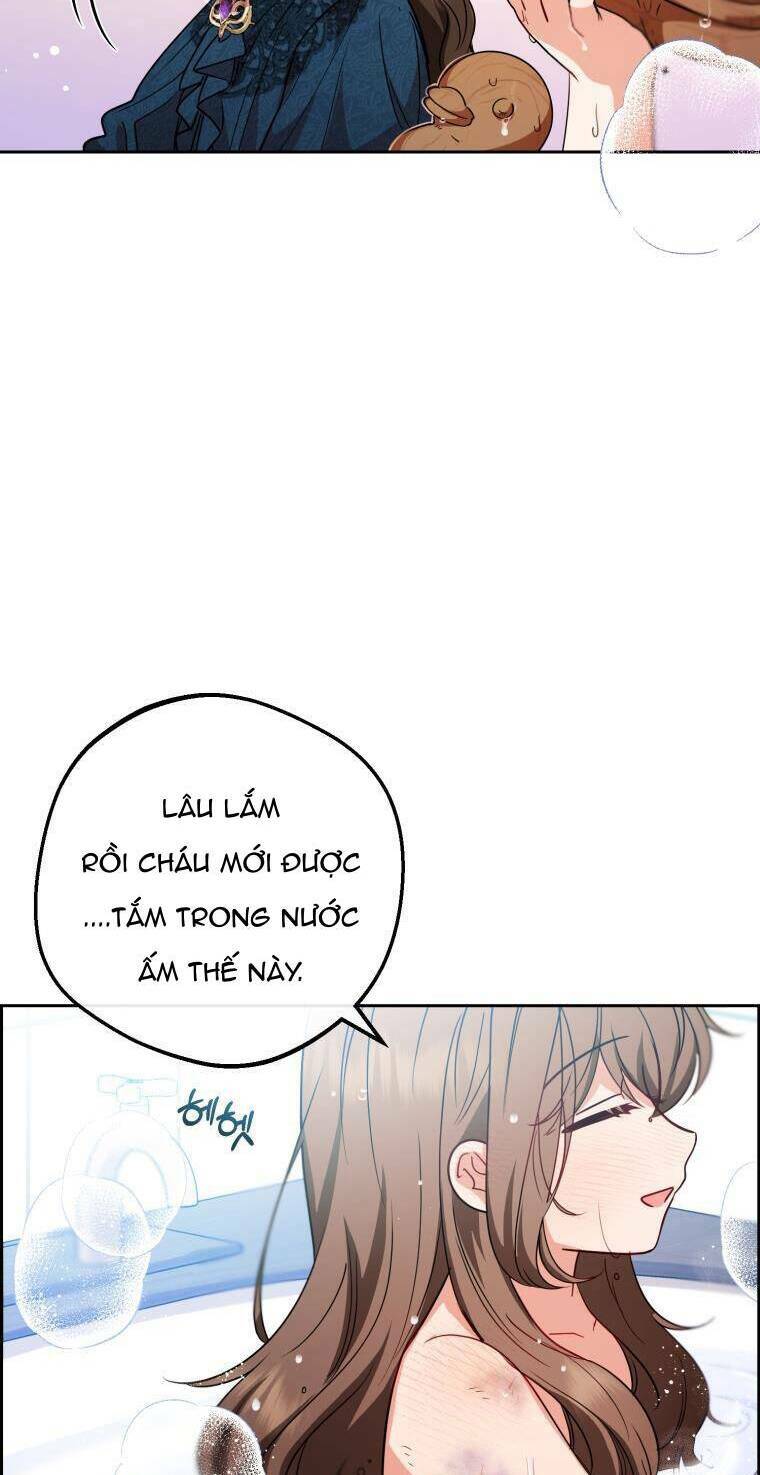 LÂU LẮM
RỒI CHÁU MỚI ĐƯỢC
....TẮM TRONG NƯỚC
ẤM THẾ NÀY.
헤헷